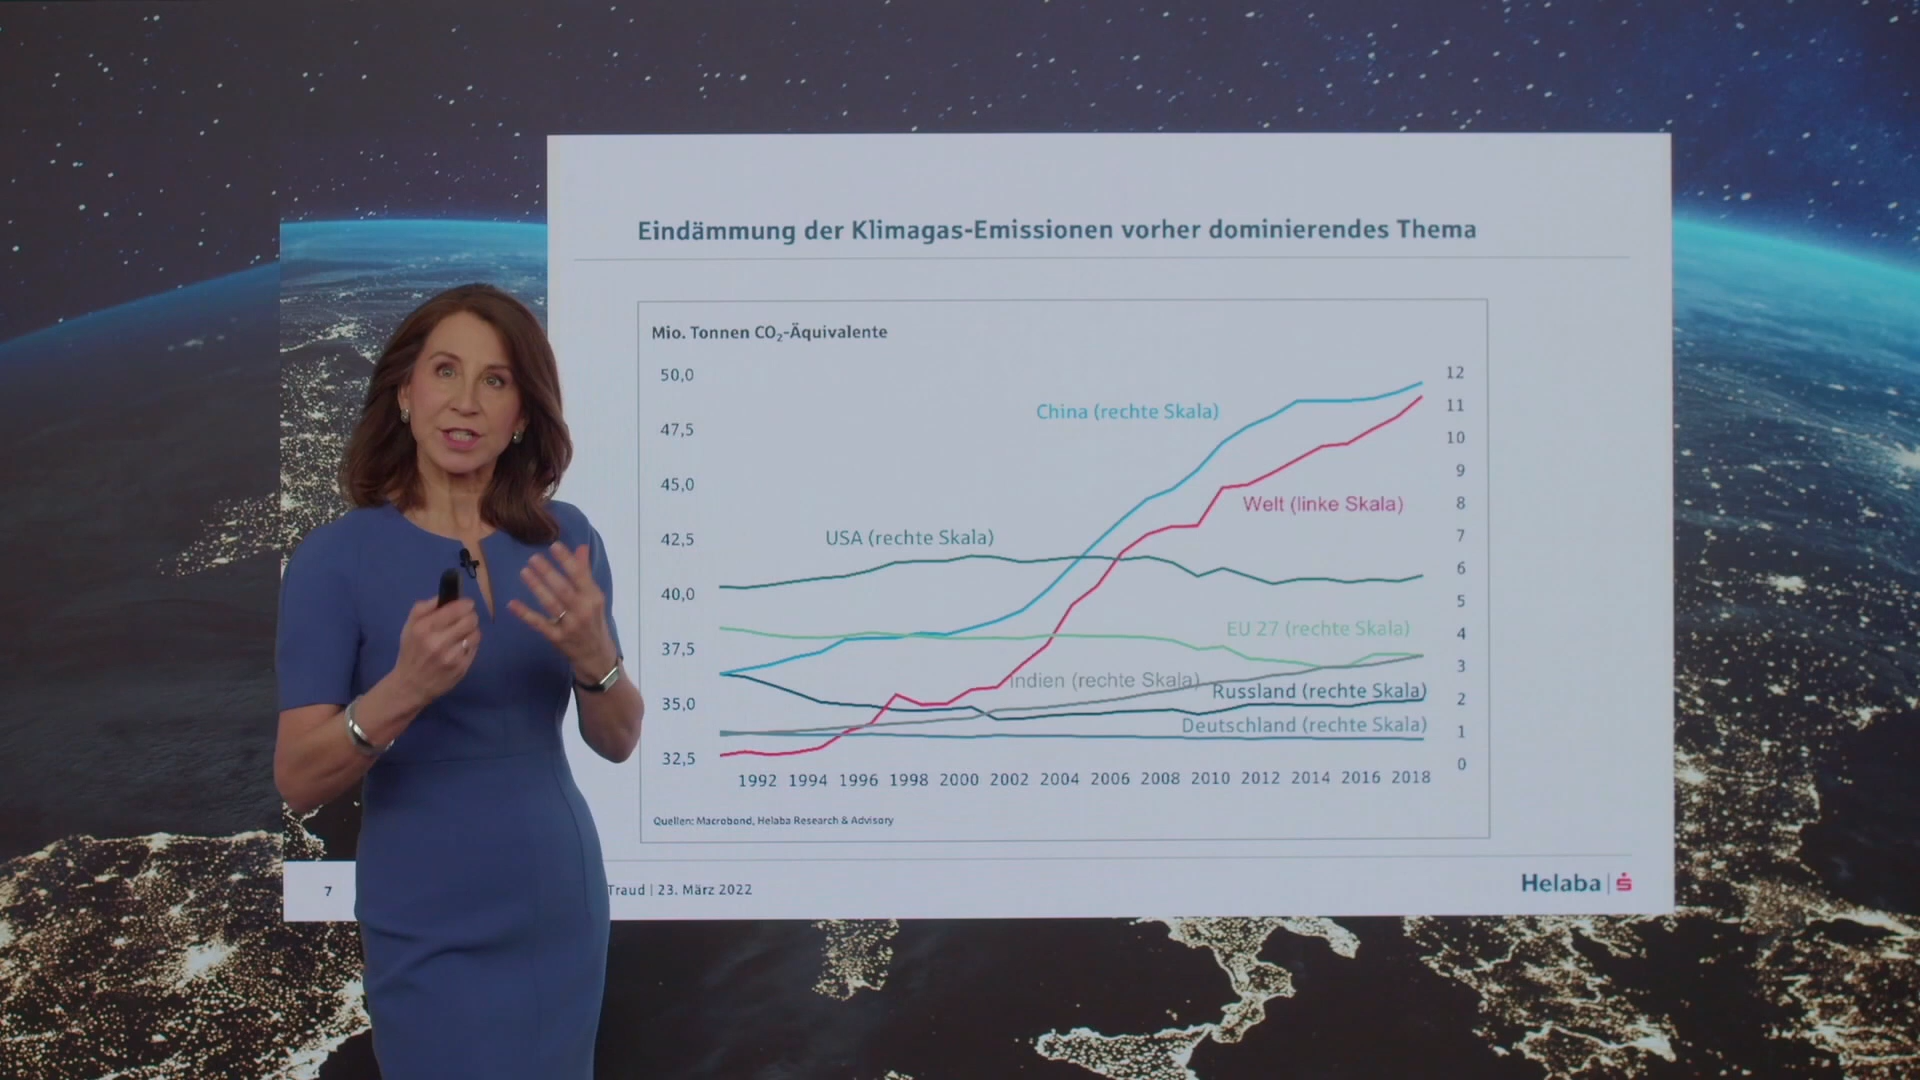 Eindämmung der Klimagas-Emissionen vorher dominierendes Thema
Mio. Tonnen CO₂-Äquivalente
50,0
47,5
45,0
42,5
40,0
37,5
35,0
32,5
12
11
10
9
8
7
6
5
4
3
2
1
0
China (rechte Skala)
Welt (linke Skala)
USA (rechte Skala)
EU 27 (rechte Skala)
Indien (rechte Skala)
Russland (rechte Skala)
Deutschland (rechte Skala)
1992 1994 1996 1998 2000 2002 2004 2006 2008 2010 2012 2014 2016 2018
Quellen: Macrobond, Helaba Research & Advisory
7
Traud | 23. März 2022
Helaba